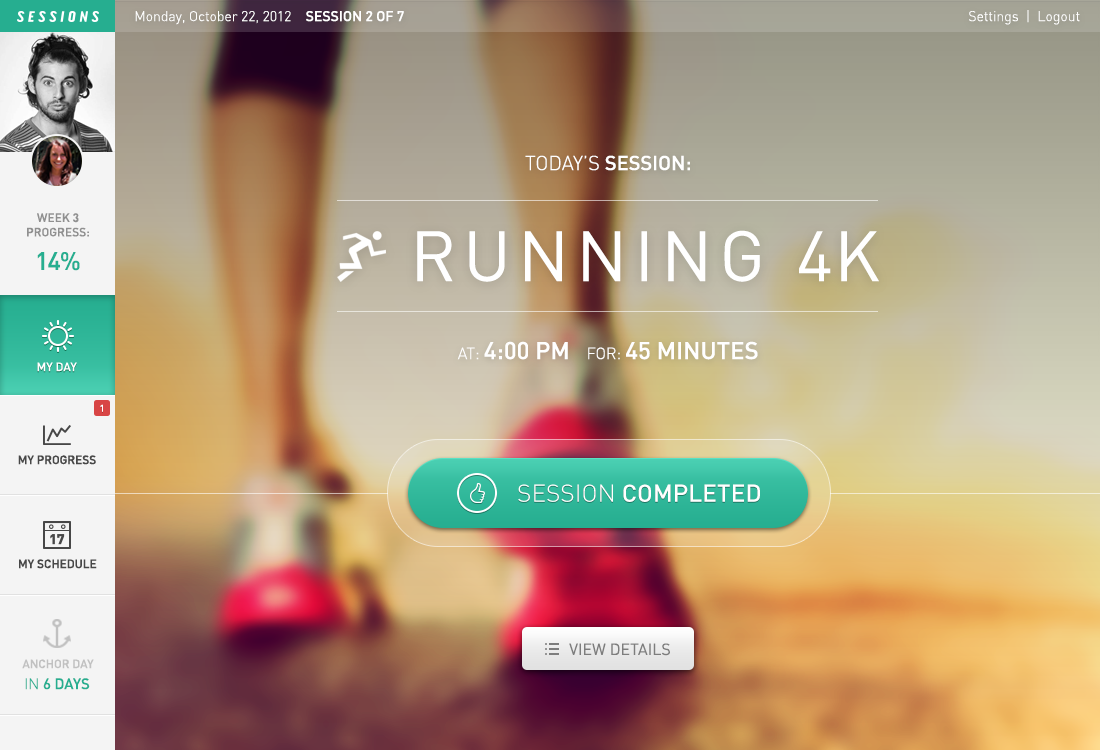 SESSIONS
Monday, October 22, 2012 SESSION 2 OF 7
Settings | Logout
WEEK 3
PROGRESS:
14%
MY DAY
1
MY PROGRESS
17
MY SCHEDULE
ANCHOR DAY
IN 6 DAYS
TODAY'S SESSION:
RUNNING 4K
AT: 4:00 PM FOR: 45 MINUTES
SESSION COMPLETED
VIEW DETAILS